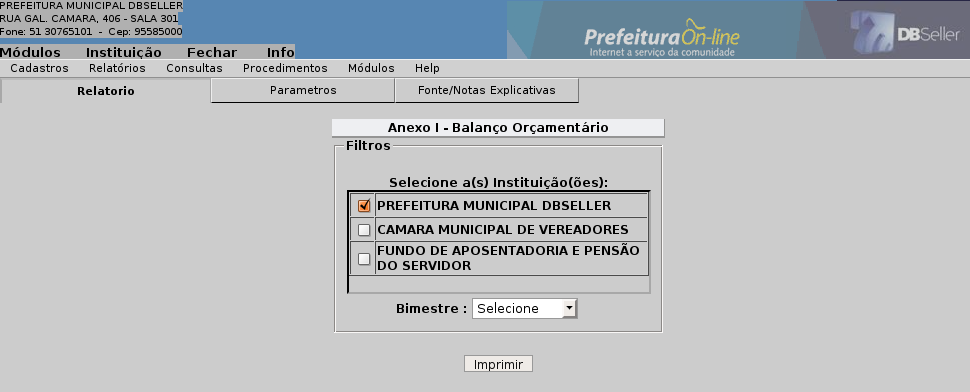 PREFEITURA MUNICIPAL DBSELLER
RUA GAL. CAMARA, 406 - SALA 301
Fone: 51 30765101 - Cep: 95585000
Prefeitura On-line
Internet a serviço da comunidade
DBSeller
Módulos Instituição Fechar Info
Cadastros Relatórios Consultas Procedimentos Módulos Help
Relatorio Parametros Fonte/Notas Explicativas
Anexo I - Balanço Orçamentário
Filtros
Selecione a(s) Instituição(ões):
PREFEITURA MUNICIPAL DBSELLER
CAMARA MUNICIPAL DE VEREADORES
FUNDO DE APOSENTADORIA E PENSÃO
DO SERVIDOR
Bimestre : Selecione
Imprimir